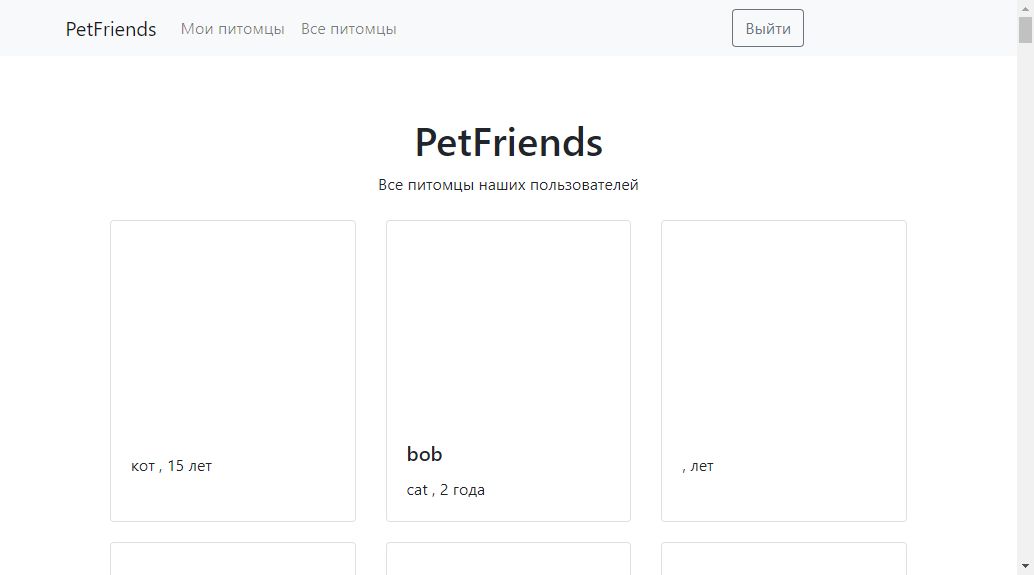 PetFriends Мои питомцы Все питомцы Выйти
PetFriends
Все питомцы наших пользователей
кот , 15 лет
bob
cat , 2 года
, лет